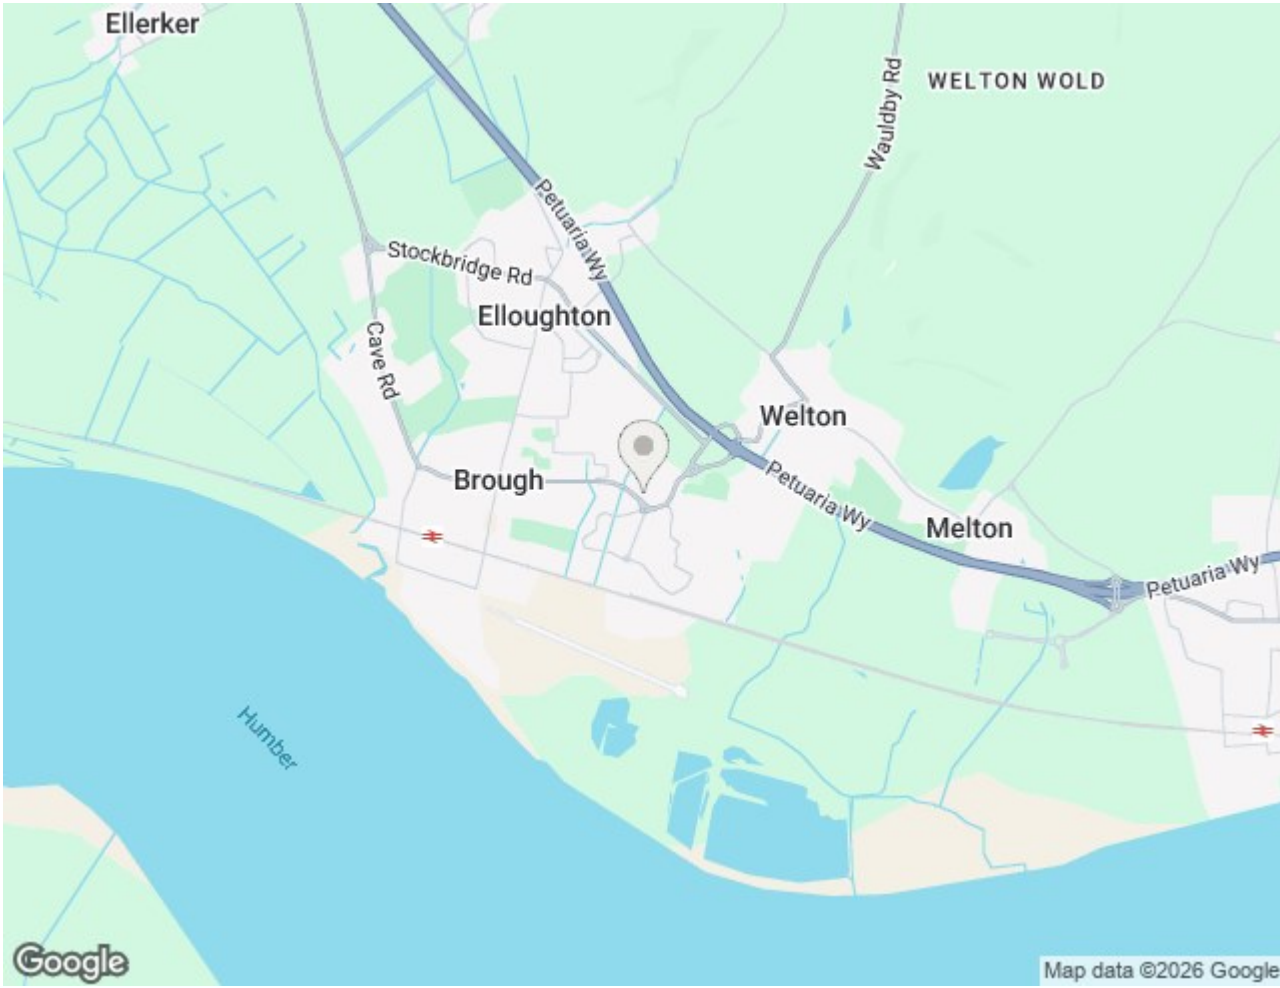 Ellerker
WELTON WOLD
Wauldby Rd
Petuaria Wy
Stockbridge Rd
Elloughton
Cave Rd
Welton
Brough
Petuaria Wy
Melton
Petuaria Wy
Humber
Google
Map data ©2026 Google